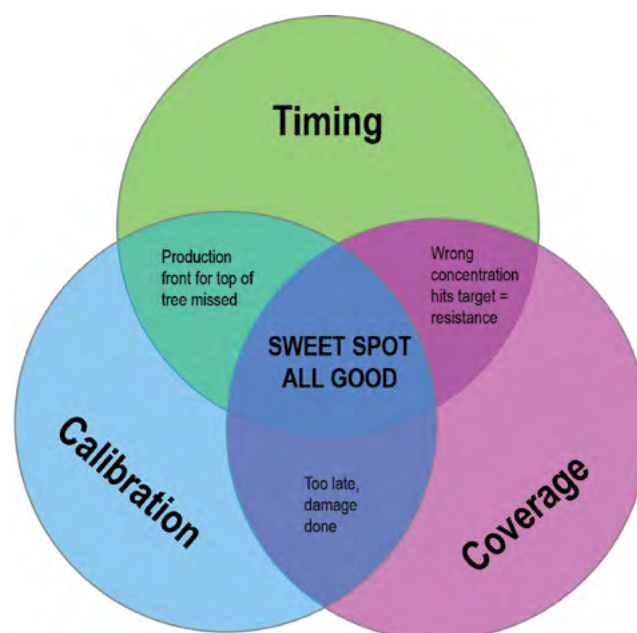 Timing
Production
front for top of
tree missed
Wrong
concentration
hits target =
resistance
SWEET SPOT
ALL GOOD
Calibration
Too late,
damage
done
Coverage